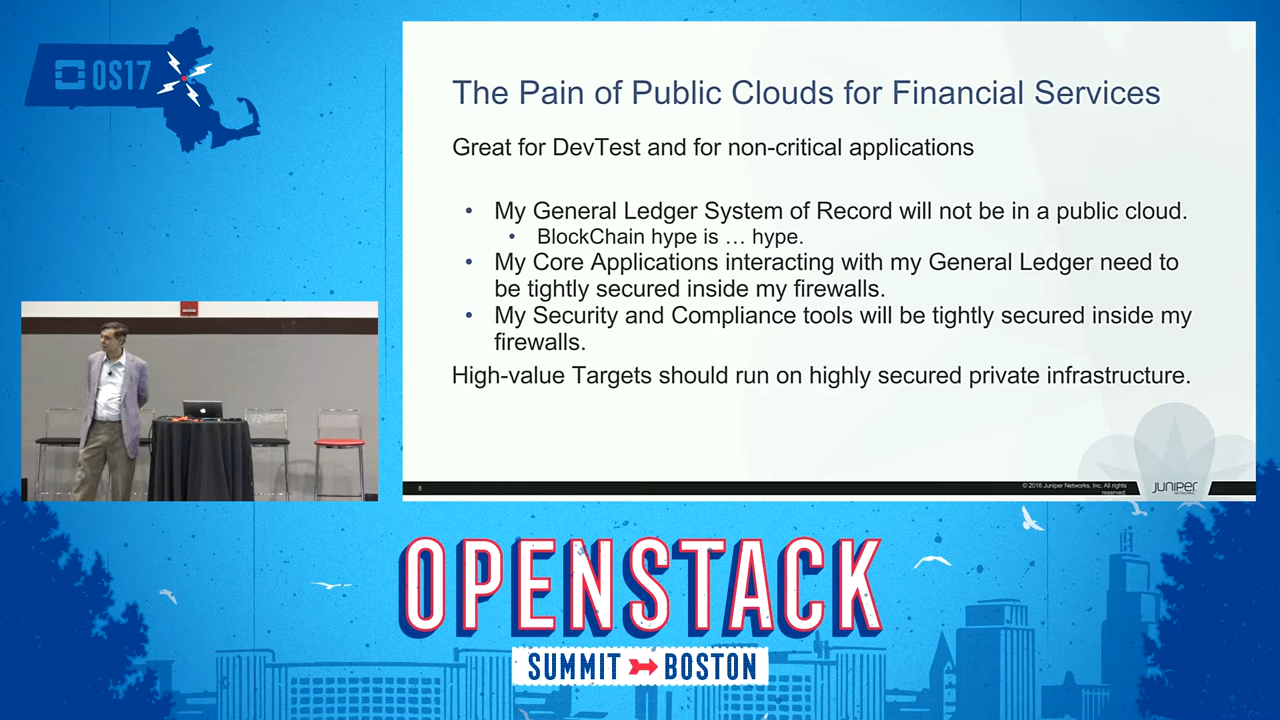 OS17
The Pain of Public Clouds for Financial Services
Great for DevTest and for non-critical applications
• My General Ledger System of Record will not be in a public cloud.
• BlockChain hype is … hype.
• My Core Applications interacting with my General Ledger need to
be tightly secured inside my firewalls.
• My Security and Compliance tools will be tightly secured inside my
firewalls.
High-value Targets should run on highly secured private infrastructure.
8
© 2016 Juniper Networks, Inc. All rights
reserved.
JUNIPER
NETWORKS
OPENSTACK
SUMMIT BOSTON